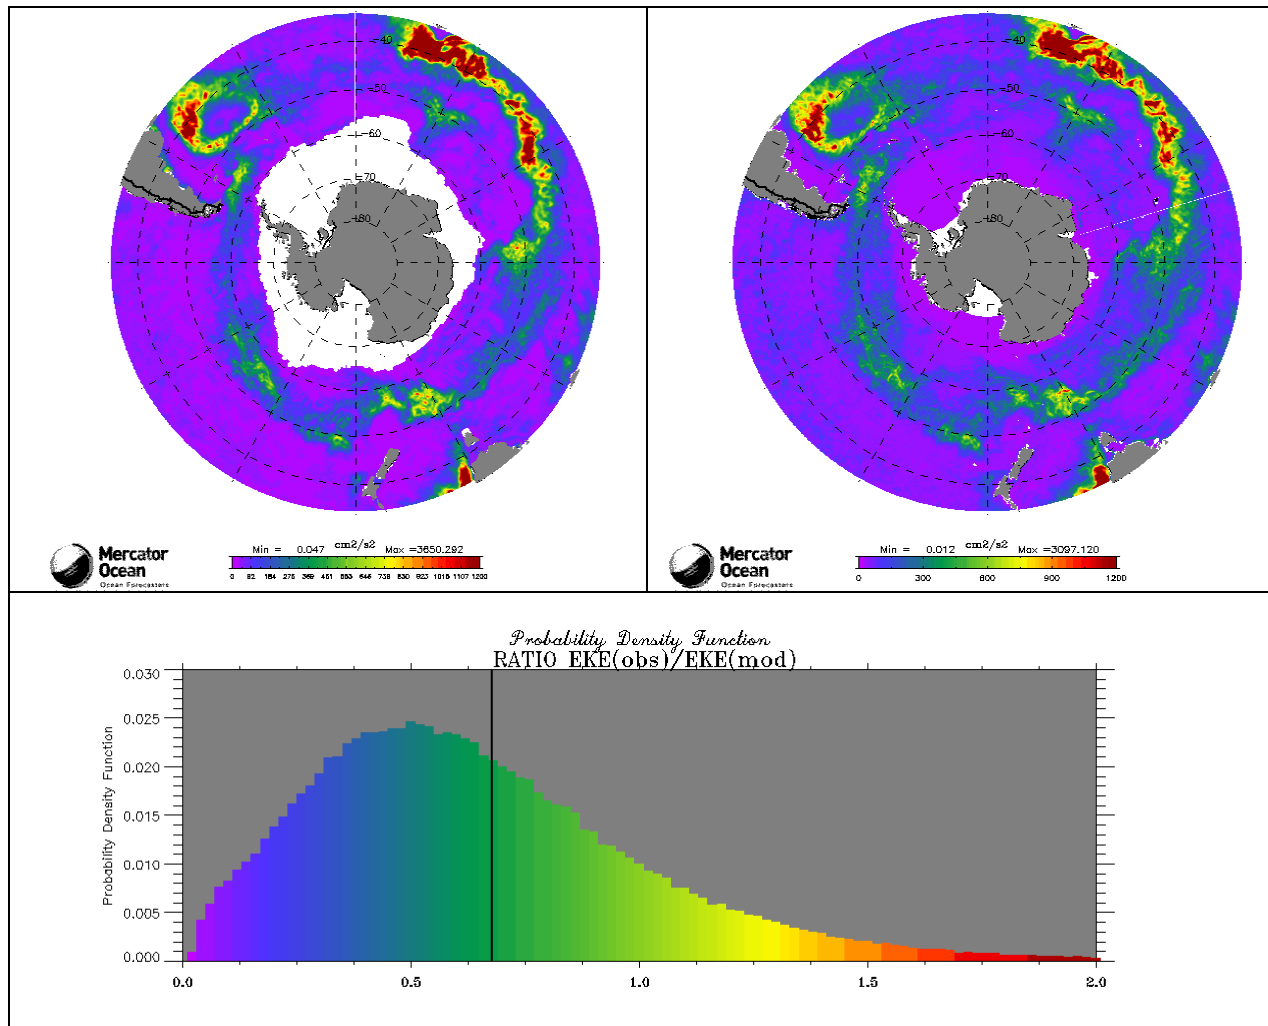 -40
-50
-60
-70
-80
Mercator
Ocean
Ocean Forecasters
Min = 0.047 cm2/s2 Max =3650.292
0 92 184 276 369 461 553 646 738 830 923 1015 1107 1200
-40
-50
-60
-70
-80
Mercator
Ocean
Ocean Forecasters
Min = 0.012 cm2/s2 Max =3097.120
0 300 600 900 1200
Probability Density Function
RATIO EKE(obs)/EKE(mod)
Probability Density Function
0.030
0.025
0.020
0.015
0.010
0.005
0.000
0.0 0.5 1.0 1.5 2.0